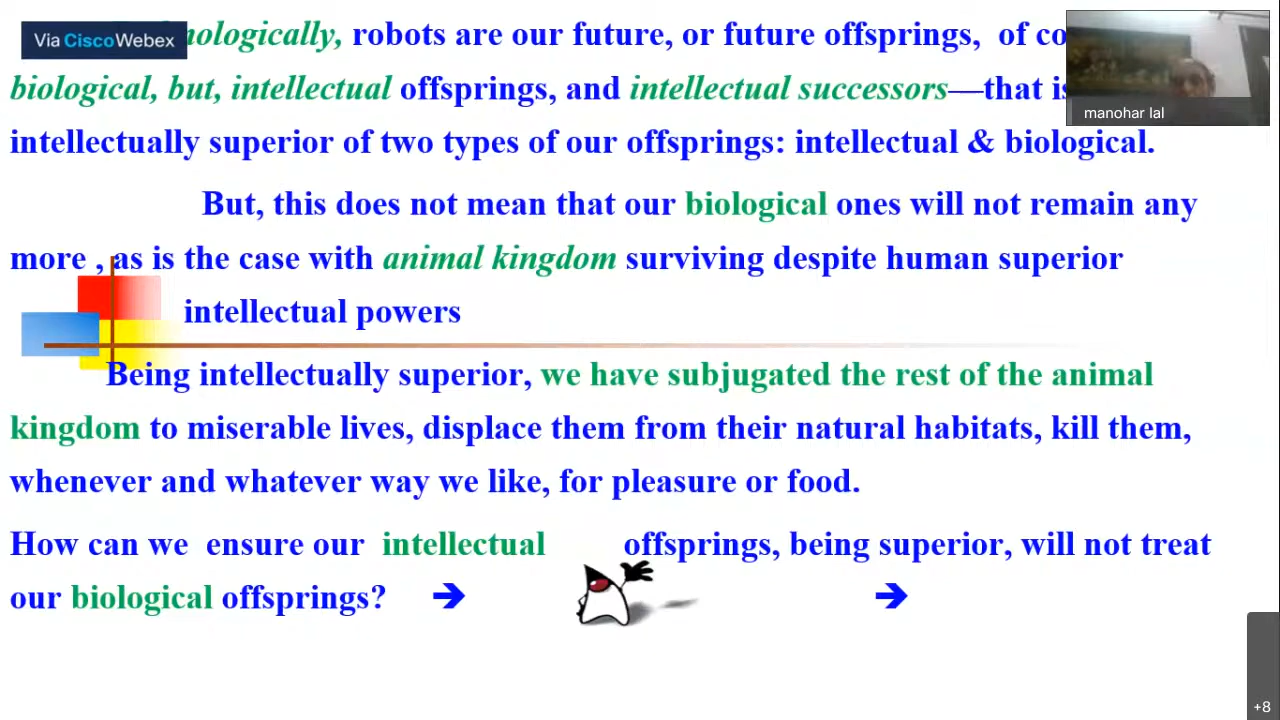 Via Cisco Webex
nologically, robots are our future, or future offsprings, of co
biological, but, intellectual offsprings, and intellectual successors—that is
manohar lal
intellectually superior of two types of our offsprings: intellectual & biological.
But, this does not mean that our biological ones will not remain any
more , as is the case with animal kingdom surviving despite human superior
intellectual powers
Being intellectually superior, we have subjugated the rest of the animal
kingdom to miserable lives, displace them from their natural habitats, kill them,
whenever and whatever way we like, for pleasure or food.
How can we ensure our intellectual offsprings, being superior, will not treat
our biological offsprings? ➔ ➔
+8